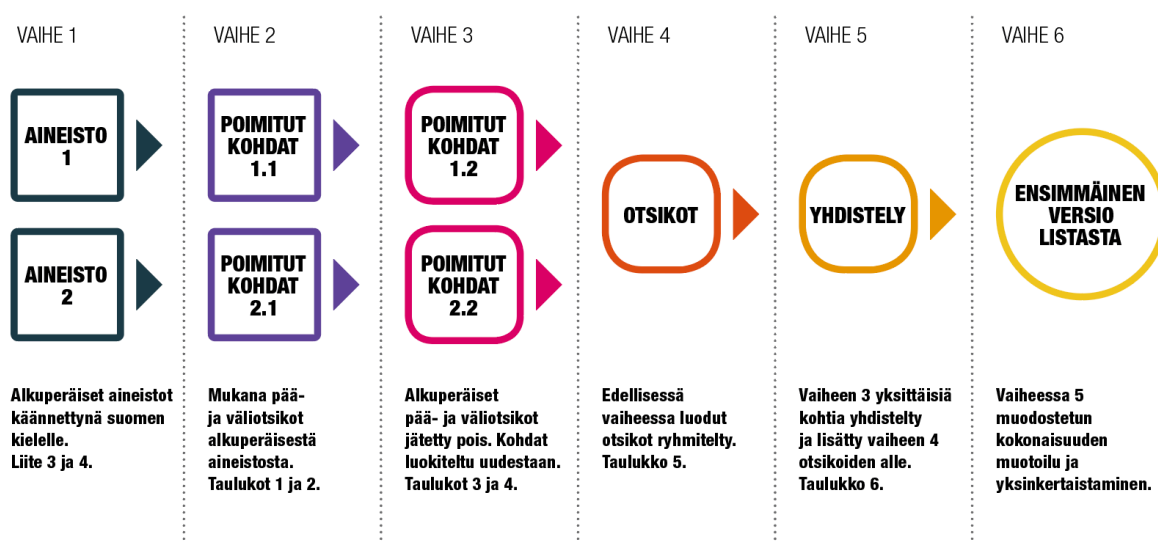 VAIHE 1
VAIHE 2
VAIHE 3
VAIHE 4
VAIHE 5
VAIHE 6
AINEISTO
1
POIMITUT
KOHDAT
1.1
POIMITUT
KOHDAT
1.2
AINEISTO
2
POIMITUT
KOHDAT
2.1
POIMITUT
KOHDAT
2.2
OTSIKOT
YHDISTELY
ENSIMMÄINEN
VERSIO
LISTASTA
Alkuperäiset aineistot
käännettynä suomen
kielelle.
Liite 3 ja 4.
Mukana pää-
ja väliotsikot
alkuperäisestä
aineistosta.
Taulukot 1 ja 2.
Alkuperäiset
pää- ja väliotsikot
jätetty pois. Kohdat
luokiteltu uudestaan.
Taulukot 3 ja 4.
Edellisessä
vaiheessa luodut
otsikot ryhmitelty.
Taulukko 5.
Vaiheen 3 yksittäisiä
kohtia yhdistelty
ja lisätty vaiheen 4
otsikoiden alle.
Taulukko 6.
Vaiheessa 5
muodostetun
kokonaisuuden
muotoilu ja
yksinkertaistaminen.